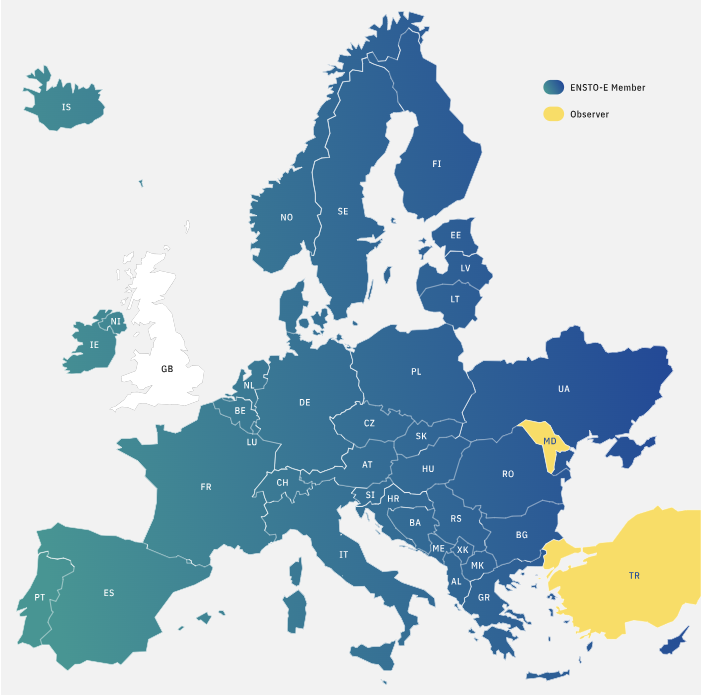 IS
ENSTO-E Member
Observer
FI
NO
SE
EE
LV
LT
NI
IE
GB
PL
NL
DE
UA
BE
CZ
LU
SK
MD
AT
HU
RO
CH
FR
SI
HR
BA
RS
BG
IT
ME
XK
MK
TR
AL
PT
ES
GR